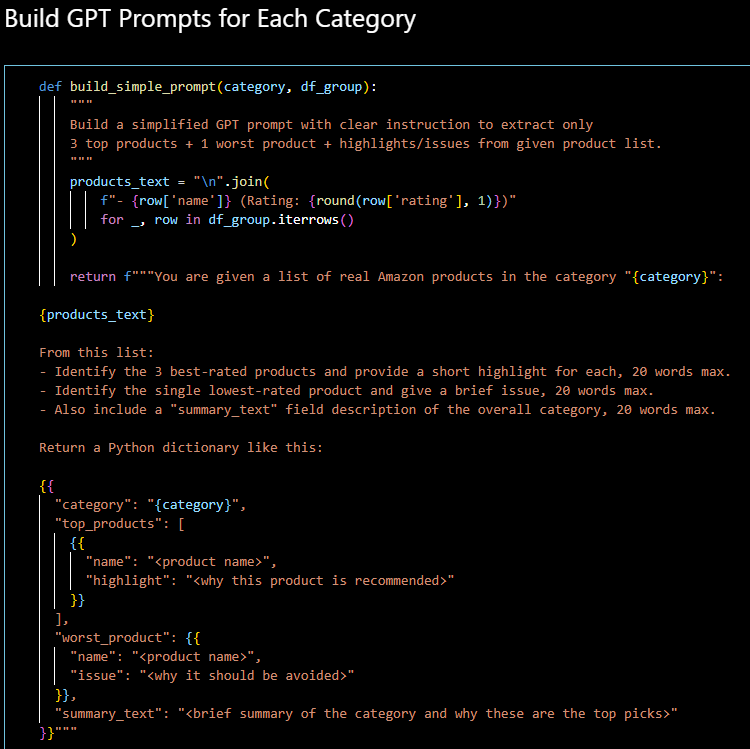 Build GPT Prompts for Each Category
def build_simple_prompt(category, df_group):
"""
Build a simplified GPT prompt with clear instruction to extract only
3 top products + 1 worst product + highlights/issues from given product list.
"""
products_text = "\n".join(
f"- {row['name']} (Rating: {round(row['rating'], 1)})"
for _, row in df_group.iterrows()
)
return f"""You are given a list of real Amazon products in the category "{category}":
{products_text}
From this list:
- Identify the 3 best-rated products and provide a short highlight for each, 20 words max.
- Identify the single lowest-rated product and give a brief issue, 20 words max.
- Also include a "summary_text" field description of the overall category, 20 words max.
Return a Python dictionary like this:
{{
"category": "{category}",
"top_products": [
{{
"name": "<product name>",
"highlight": "<why this product is recommended>"
}}
],
"worst_product": {{
"name": "<product name>",
"issue": "<why it should be avoided>"
}},
"summary_text": "<brief summary of the category and why these are the top picks>"
}}"""